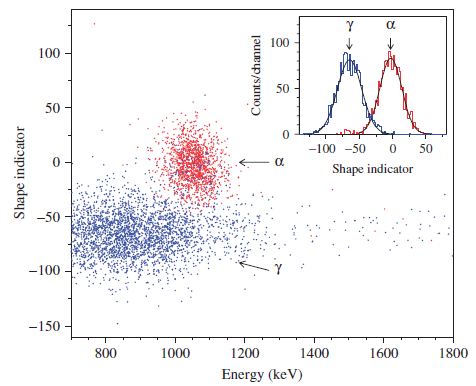 γ α
100
50
0
Counts/channel
−100 −50 0 50
Shape indicator
100
50
0
−50
−100
−150
Shape indicator
α
γ
800 1000 1200 1400 1600 1800
Energy (keV)